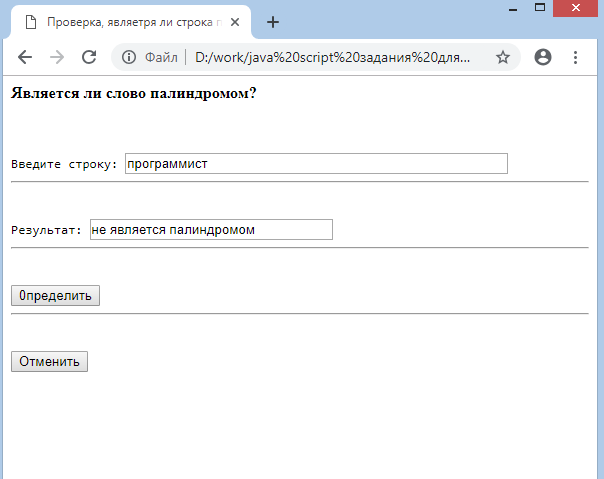 Проверка, являетря ли строка п
Файл D:/work/java%20script%20задания%20для...
Является ли слово палиндромом?
Введите строку: программист
Результат: не является палиндромом
0пределить
Отменить